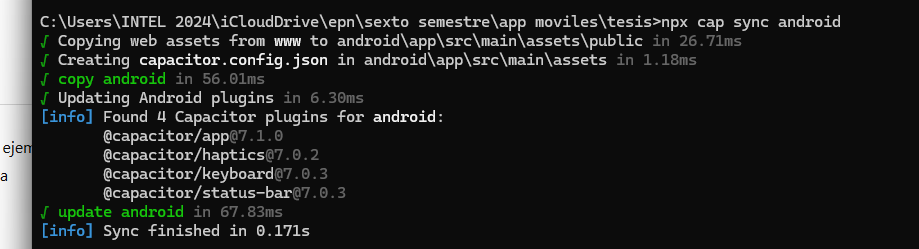 C:\Users\INTEL 2024\iCloudDrive\epn\sexto semestre\app moviles\tesis>npx cap sync android
√ Copying web assets from www to android\app\src\main\assets\public in 26.71ms
√ Creating capacitor.config.json in android\app\src\main\assets in 1.18ms
√ copy android in 56.01ms
√ Updating Android plugins in 6.30ms
[info] Found 4 Capacitor plugins for android:
@capacitor/app@7.1.0
ejem
@capacitor/haptics@7.0.2
a
@capacitor/keyboard@7.0.3
@capacitor/status-bar@7.0.3
√ update android in 67.83ms
[info] Sync finished in 0.171s